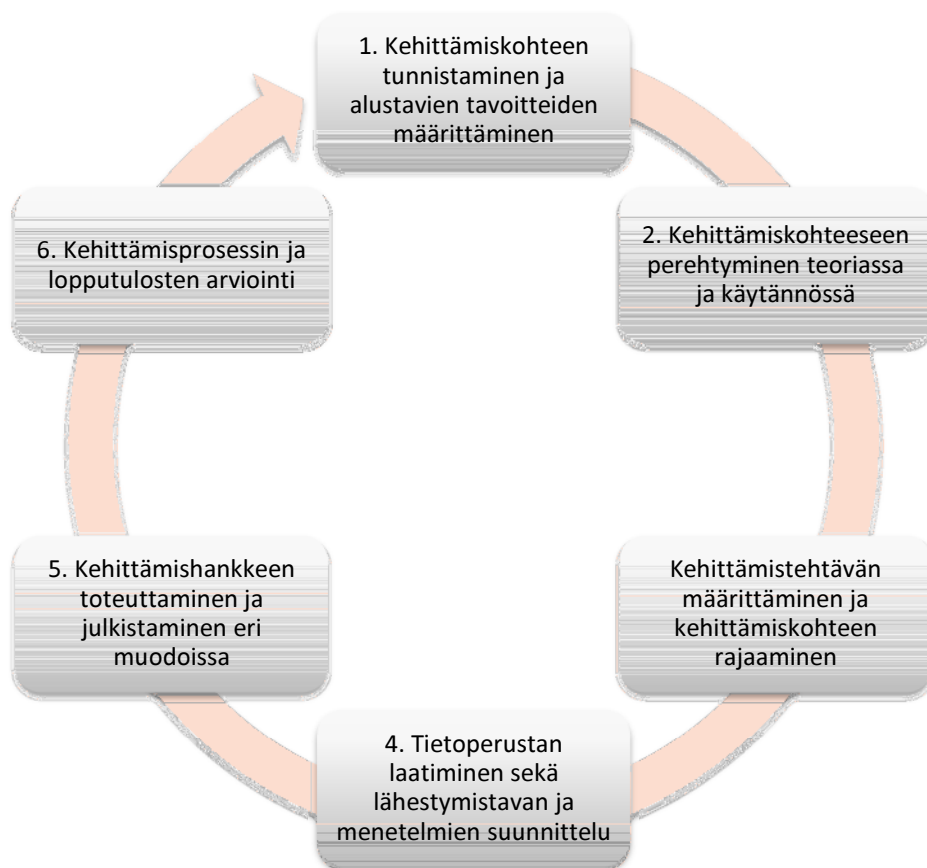 1. Kehittämiskohteen
tunnistaminen ja
alustavien tavoitteiden
määrittäminen
2. Kehittämiskohteeseen
perehtyminen teoriassa
ja käytännössä
Kehittämistehtävän
määrittäminen ja
kehittämiskohteen
rajaaminen
4. Tietoperustan
laatiminen sekä
lähestymistavan ja
menetelmien suunnittelu
5. Kehittämishankkeen
toteuttaminen ja
julkistaminen eri
muodoissa
6. Kehittämisprosessin ja
lopputulosten arviointi